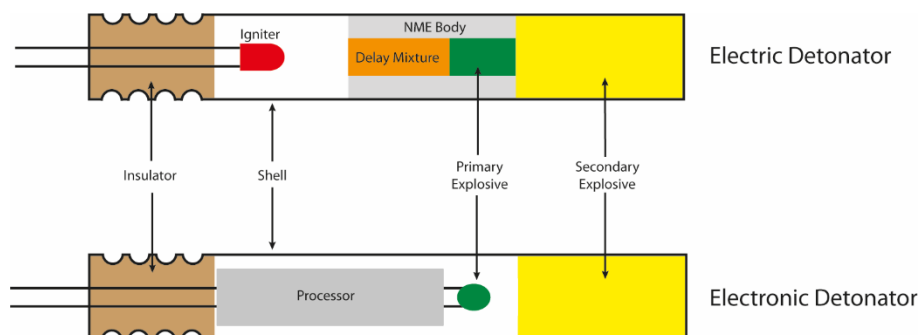 NME Body
Igniter
Delay Mixture
Electric Detonator
Insulator
Shell
Primary
Explosive
Secondary
Explosive
Processor
Electronic Detonator